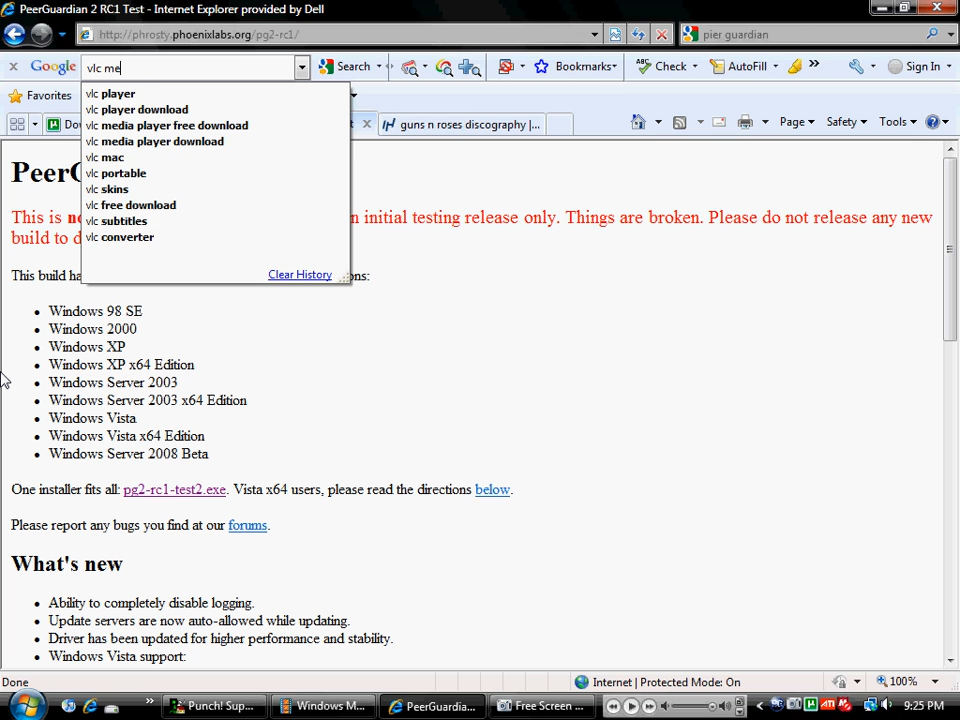 PeerGuardian 2 RC1 Test - Internet Explorer provided by Dell
http://phrosty.phoenixlabs.org/pg2-rc1/
pier guardian
Google
vlc me
Search
Bookmarks
Check
AutoFill
Sign In
Favorites
vlc player
vlc player download
vlc media player free download
vlc media player download
vlc mac
vlc portable
vlc skins
vlc free download
vlc subtitles
vlc converter
Clear History
guns n roses discography |...
Page
Safety
Tools
This is
n initial testing release only. Things are broken. Please do not release any new
build to d
This build ha
ons:
Windows 98 SE
Windows 2000
Windows XP
Windows XP x64 Edition
Windows Server 2003
Windows Server 2003 x64 Edition
Windows Vista
Windows Vista x64 Edition
Windows Server 2008 Beta
One installer fits all: pg2-rc1-test2.exe. Vista x64 users, please read the directions below.
Please report any bugs you find at our forums.
What's new
Ability to completely disable logging.
Update servers are now auto-allowed while updating.
Driver has been updated for higher performance and stability.
Windows Vista support:
Done
Internet | Protected Mode: On
100%
Punch! Sup...
Windows M...
PeerGuardia...
Free Screen ...
9:25 PM